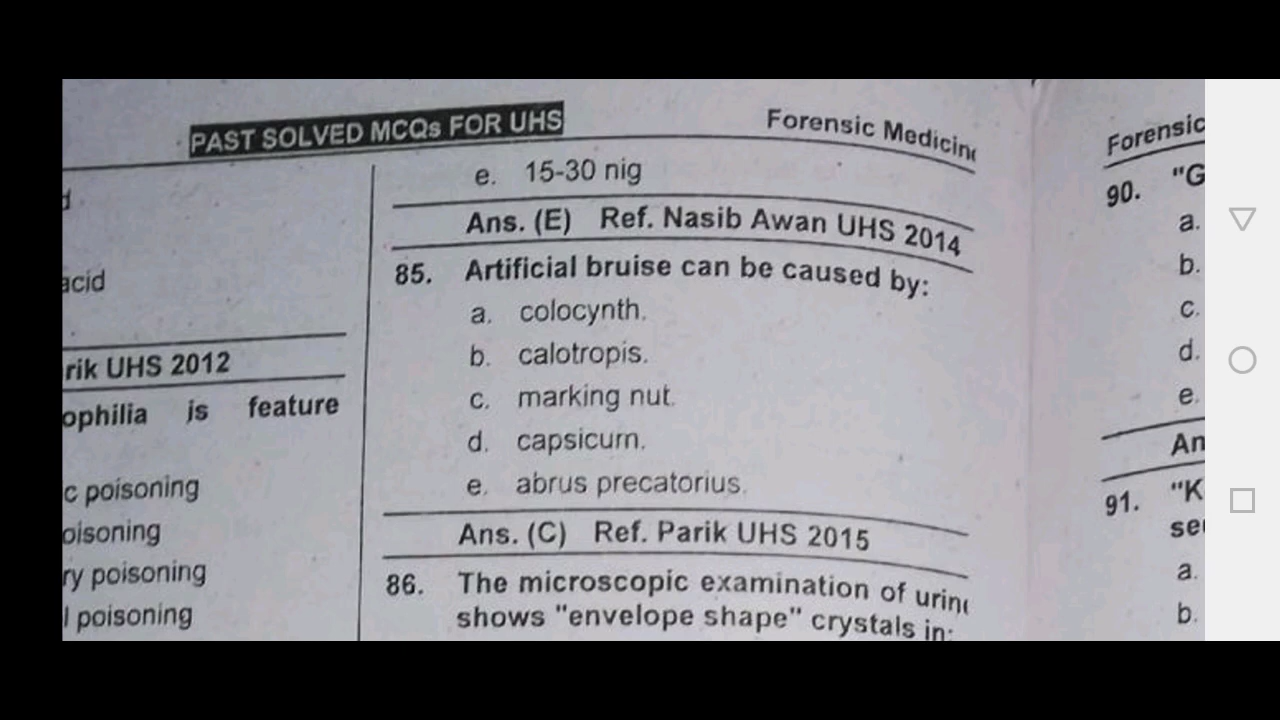 PAST SOLVED MCQs FOR UHS
Forensic Medicin
d
acid
rik UHS 2012
ophilia is feature
c poisoning
oisoning
ry poisoning
l poisoning
e. 15-30 nig
Ans. (E) Ref. Nasib Awan UHS 2014
85. Artificial bruise can be caused by:
a. colocynth.
b. calotropis.
c. marking nut.
d. capsicum.
e. abrus precatorius.
Ans. (C) Ref. Parik UHS 2015
86. The microscopic examination of urine
shows "envelope shape" crystals in:
Forensic
90. "G
a.
b.
c.
d.
e.
An
91. "K
se
a.
b.